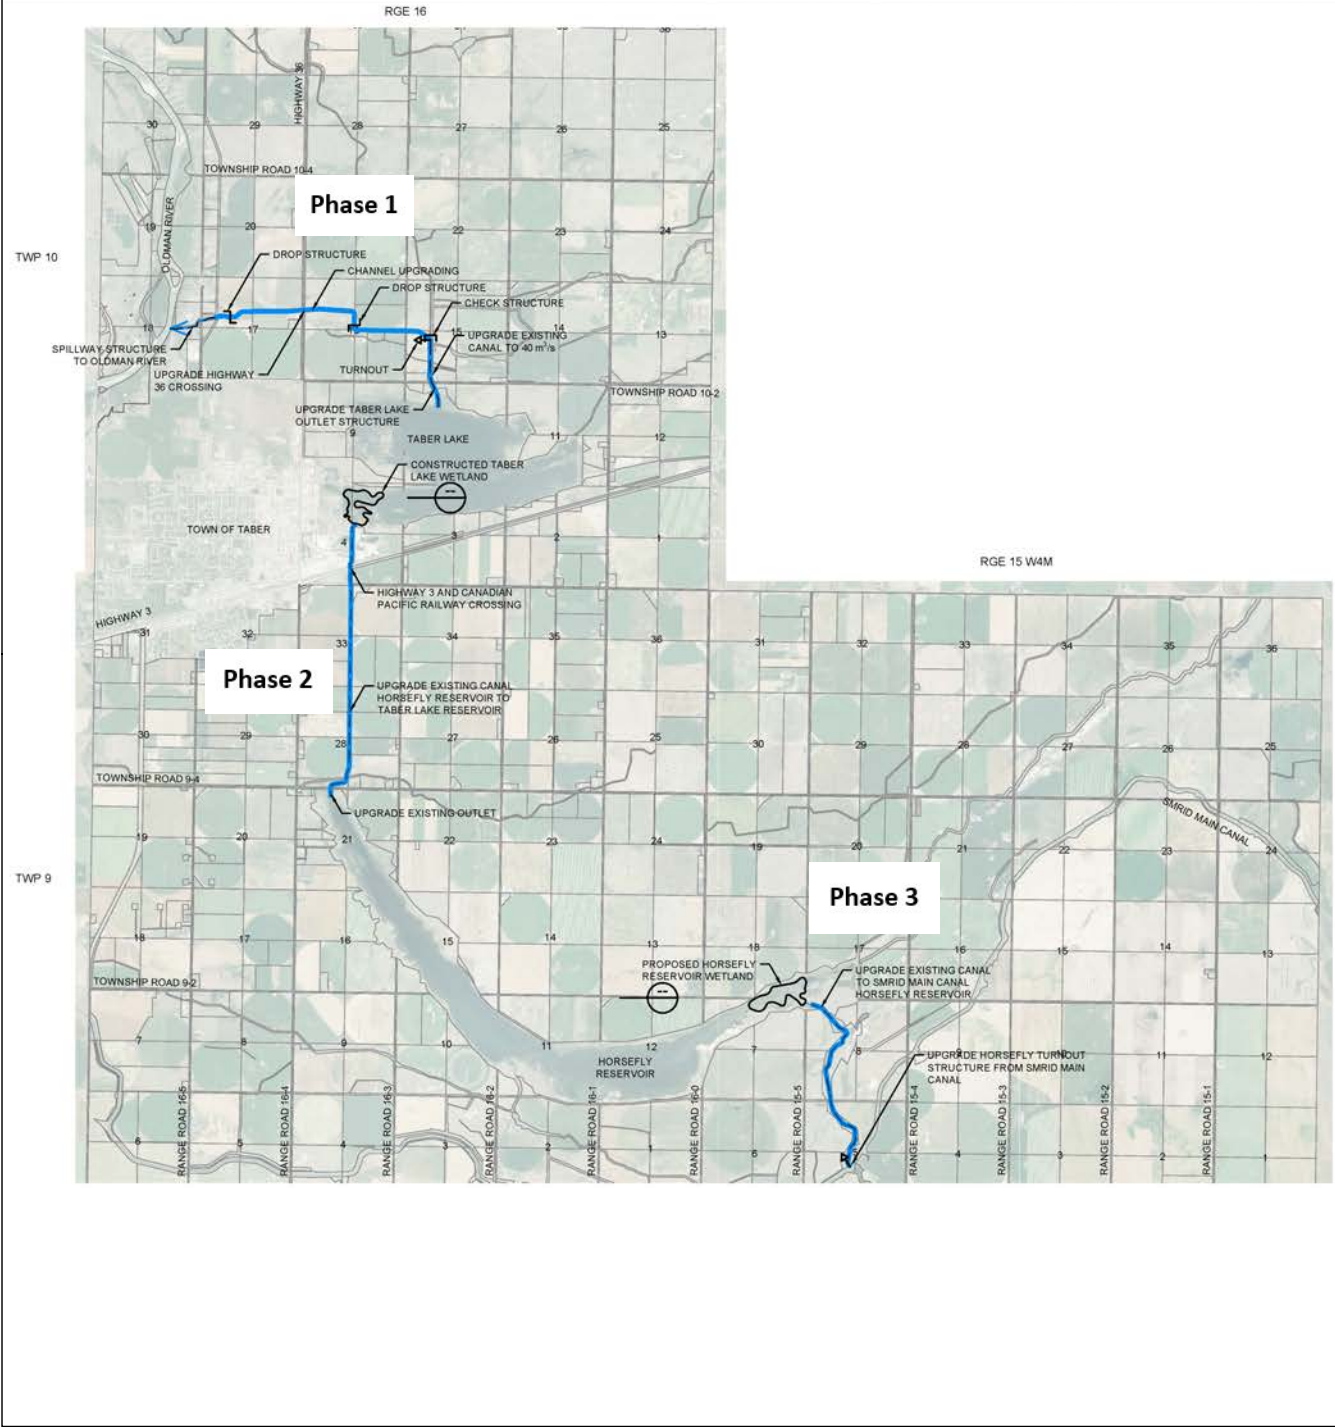 RGE 16
36
HIGHWAY 36
30
29
28
27
26
25
TOWNSHIP ROAD 10-4
Phase 1
OLDMAN RIVER
19
20
22
23
24
TWP 10
DROP STRUCTURE
CHANNEL UPGRADING
DROP STRUCTURE
CHECK STRUCTURE
18
17
15
14
13
UPGRADE EXISTING
CANAL TO 40 m³/s
SPILLWAY STRUCTURE
TO OLDMAN RIVER
UPGRADE HIGHWAY
36 CROSSING
TURNOUT
TOWNSHIP ROAD 10-2
UPGRADE TABER LAKE
OUTLET STRUCTURE
9
11
12
TABER LAKE
CONSTRUCTED TABER
LAKE WETLAND
--
TOWN OF TABER
4
3
2
1
RGE 15 W4M
HIGHWAY 3 AND CANADIAN
PACIFIC RAILWAY CROSSING
HIGHWAY 3
31
32
33
34
35
36
31
32
33
34
35
36
Phase 2
UPGRADE EXISTING CANAL
HORSEFLY RESERVOIR TO
TABER LAKE RESERVOIR
30
29
28
27
26
25
30
29
26
27
26
25
TOWNSHIP ROAD 9-4
UPGRADE EXISTING OUTLET
SMRID MAIN CANAL
19
20
21
22
23
24
19
20
21
22
23
24
TWP 9
Phase 3
18
17
16
15
14
13
18
17
16
15
14
13
PROPOSED HORSEFLY
RESERVOIR WETLAND
UPGRADE EXISTING CANAL
TO SMRID MAIN CANAL
HORSEFLY RESERVOIR
TOWNSHIP ROAD 9-2
--
7
8
9
10
11
12
7
8
9
10
11
12
HORSEFLY
RESERVOIR
UPGRADE HORSEFLY TURNOUT
STRUCTURE FROM SMRID MAIN
CANAL
RANGE ROAD 16-5
RANGE ROAD 16-4
RANGE ROAD 16-3
RANGE ROAD 16-2
RANGE ROAD 16-1
RANGE ROAD 16-0
RANGE ROAD 15-5
RANGE ROAD 15-4
RANGE ROAD 15-3
RANGE ROAD 15-2
RANGE ROAD 15-1
6
5
4
3
2
1
6
5
4
3
2
1